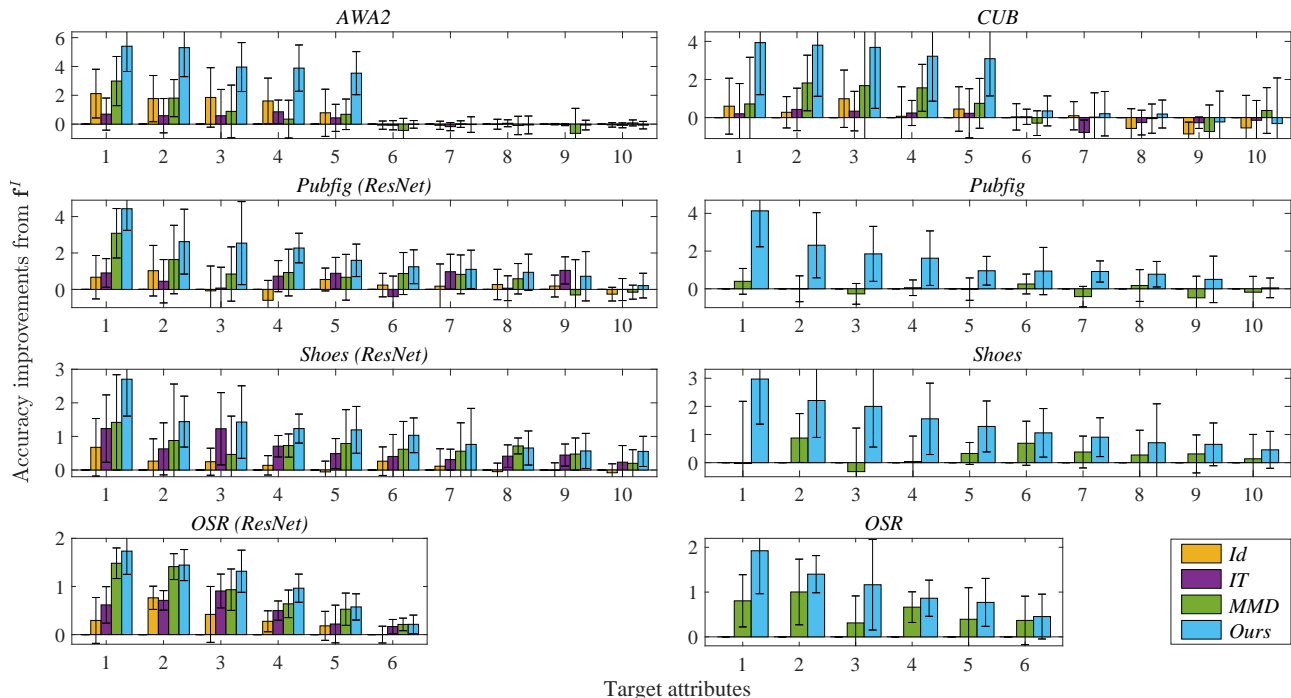 AWA2
6
4
2
0
1 2 3 4 5 6 7 8 9 10
CUB
4
2
0
1 2 3 4 5 6 7 8 9 10
Pubfig (ResNet)
4
2
0
1 2 3 4 5 6 7 8 9 10
Pubfig
4
2
0
1 2 3 4 5 6 7 8 9 10
Shoes (ResNet)
3
2
1
0
1 2 3 4 5 6 7 8 9 10
Shoes
3
2
1
0
1 2 3 4 5 6 7 8 9 10
OSR (ResNet)
2
1
0
1 2 3 4 5 6
OSR
2
1
0
1 2 3 4 5 6
Id
IT
MMD
Ours
Accuracy improvements from f^I
Target attributes